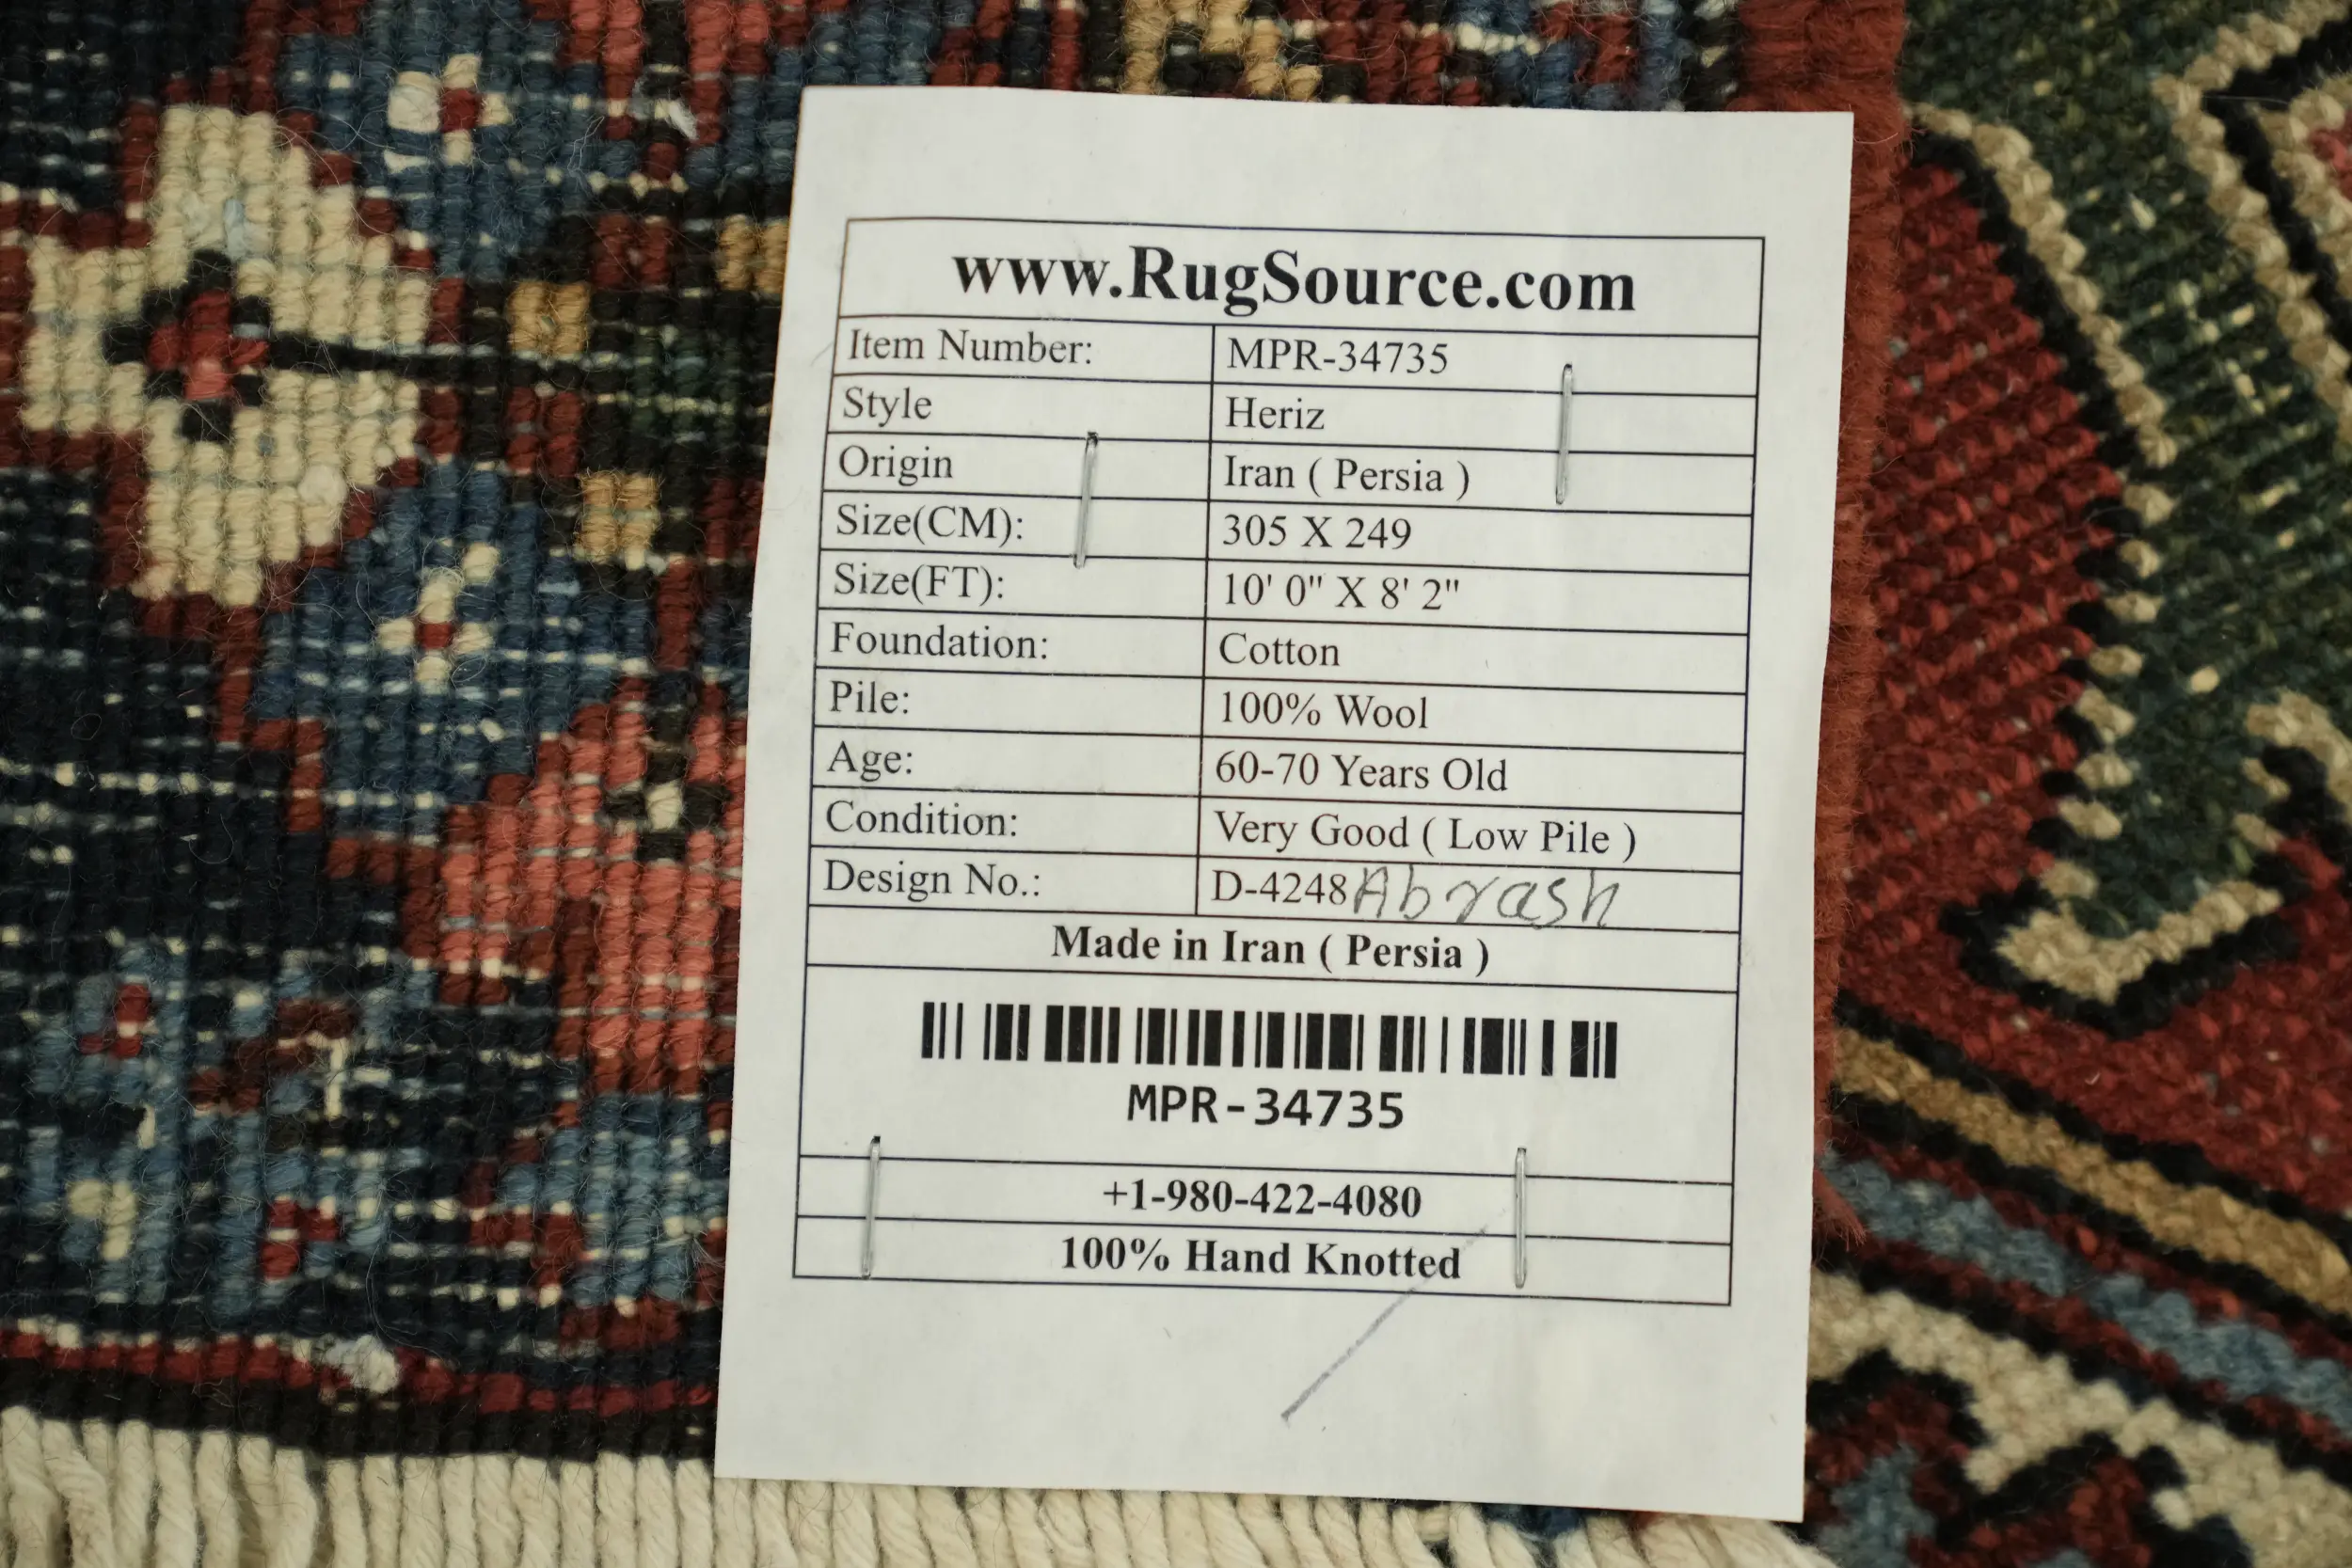 www.RugSource.com
Item Number: MPR-34735
Style Heriz
Origin Iran ( Persia )
Size(CM): 305 X 249
Size(FT): 10' 0" X 8' 2"
Foundation: Cotton
Pile: 100% Wool
Age: 60-70 Years Old
Condition: Very Good ( Low Pile )
Design No.: D-4248 Abrash
Made in Iran ( Persia )
MPR-34735
+1-980-422-4080
100% Hand Knotted